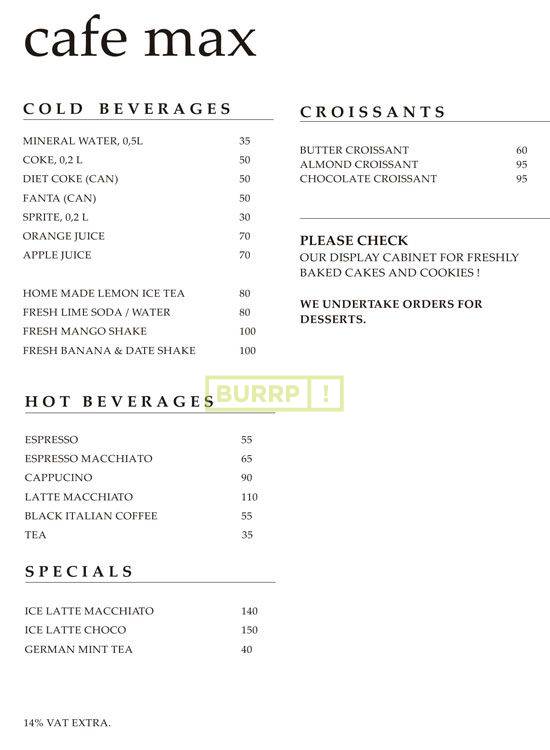 cafe max
COLD BEVERAGES
MINERAL WATER, 0,5L 35
COKE, 0,2 L 50
DIET COKE (CAN) 50
FANTA (CAN) 50
SPRITE, 0,2 L 30
ORANGE JUICE 70
APPLE JUICE 70
HOME MADE LEMON ICE TEA 80
FRESH LIME SODA / WATER 80
FRESH MANGO SHAKE 100
FRESH BANANA & DATE SHAKE 100
HOT BEVERAGES
ESPRESSO 55
ESPRESSO MACCHIATO 65
CAPPUCINO 90
LATTE MACCHIATO 110
BLACK ITALIAN COFFEE 55
TEA 35
SPECIALS
ICE LATTE MACCHIATO 140
ICE LATTE CHOCO 150
GERMAN MINT TEA 40
14% VAT EXTRA.
CROISSANTS
BUTTER CROISSANT 60
ALMOND CROISSANT 95
CHOCOLATE CROISSANT 95
PLEASE CHECK
OUR DISPLAY CABINET FOR FRESHLY
BAKED CAKES AND COOKIES !
WE UNDERTAKE ORDERS FOR
DESSERTS.
BURRP !